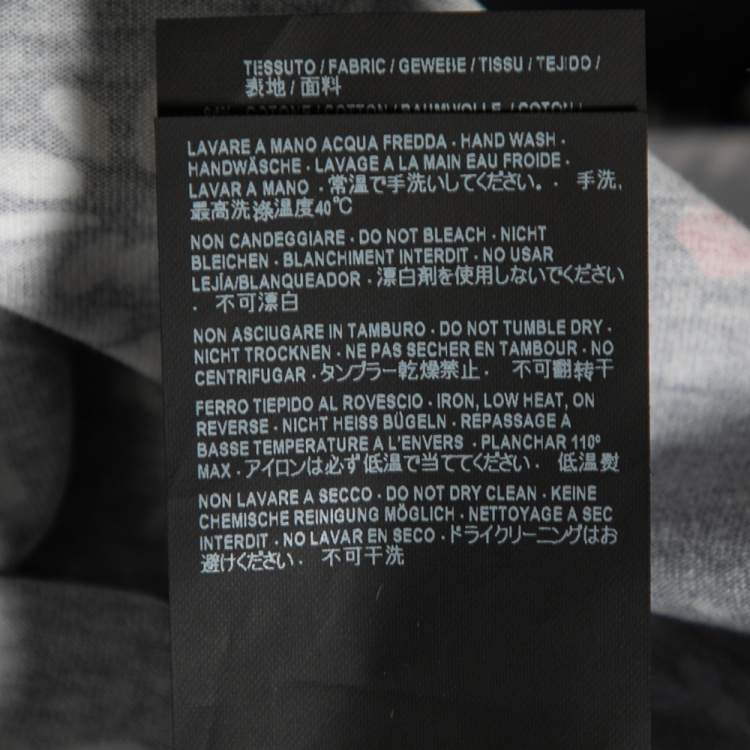 TESSUTO / FABRIC / GEWEBE / TISSU / TEJIDO /
表地 / 面料
COTONE / COTTON / BAUMWOLLE / COTON /
LAVARE A MANO ACQUA FREDDA · HAND WASH ·
HANDWÄSCHE · LAVAGE A LA MAIN EAU FROIDE ·
LAVAR A MANO · 常温で手洗いしてください。· 手洗,
最高洗涤温度40℃
NON CANDEGGIARE · DO NOT BLEACH · NICHT
BLEICHEN · BLANCHIMENT INTERDIT · NO USAR
LEJÍA/BLANQUEADOR · 漂白剤を使用しないでください
· 不可漂白
NON ASCIUGARE IN TAMBURO · DO NOT TUMBLE DRY ·
NICHT TROCKNEN · NE PAS SECHER EN TAMBOUR · NO
CENTRIFUGAR · タンブラー乾燥禁止 · 不可翻转干
FERRO TIEPIDO AL ROVESCIO · IRON, LOW HEAT, ON
REVERSE · NICHT HEISS BÜGELN · REPASSAGE A
BASSE TEMPERATURE A L'ENVERS · PLANCHAR 110º
MAX · アイロンは必ず低温で当ててください · 低温熨
NON LAVARE A SECCO · DO NOT DRY CLEAN · KEINE
CHEMISCHE REINIGUNG MÖGLICH · NETTOYAGE A SEC
INTERDIT · NO LAVAR EN SECO · ドライクリーニングはお
避けください · 不可干洗